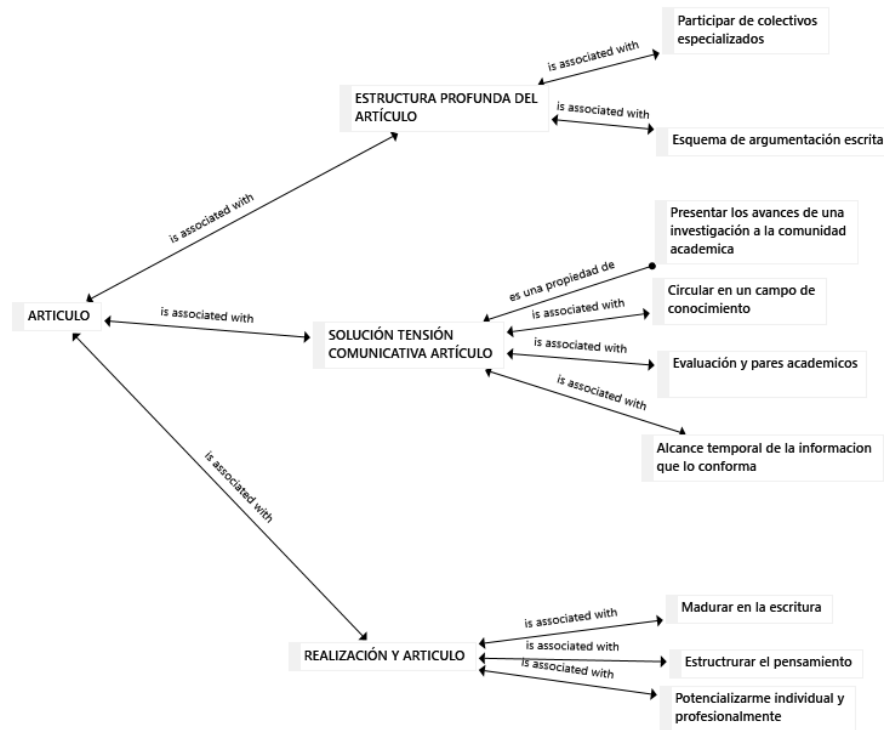 Participar de colectivos
especializados
is associated with
ESTRUCTURA PROFUNDA DEL
ARTÍCULO
is associated with
Esquema de argumentación escrita
is associated with
Presentar los avances de una
investigación a la comunidad
academica
es una propiedad de
ARTICULO
is associated with
SOLUCIÓN TENSIÓN
COMUNICATIVA ARTÍCULO
is associated with
Circular en un campo de
conocimiento
is associated with
Evaluación y pares academicos
is associated with
Alcance temporal de la informacion
que lo conforma
is associated with
REALIZACIÓN Y ARTICULO
is associated with
Madurar en la escritura
is associated with
Estructrurar el pensamiento
is associated with
Potencializarme individual y
profesionalmente